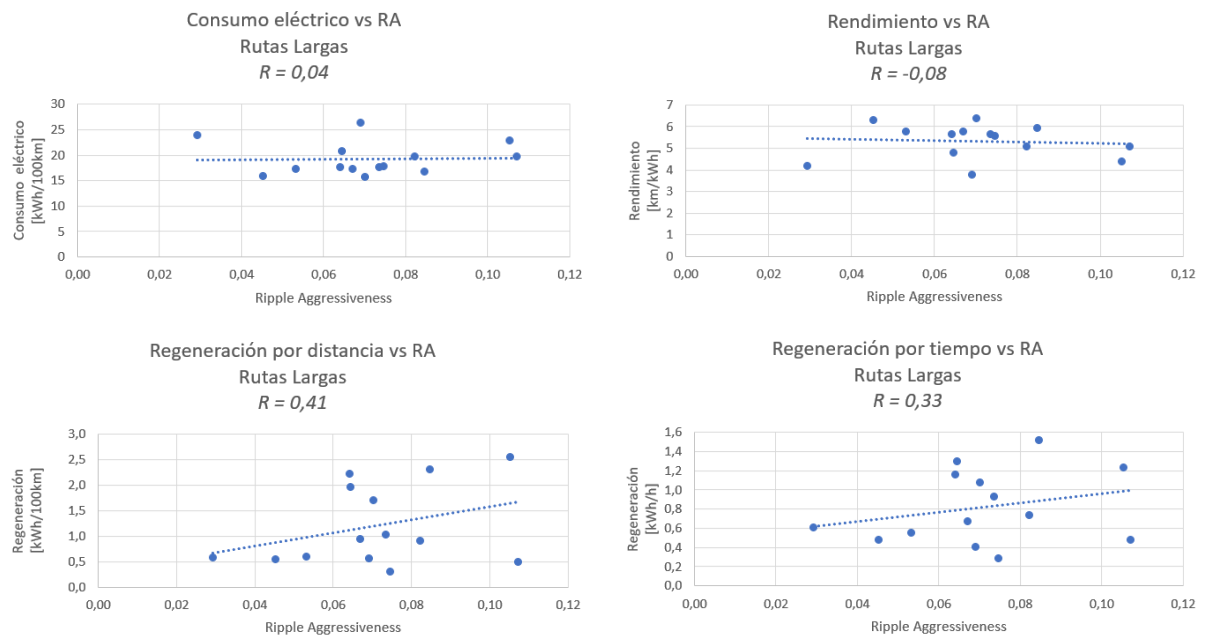 Consumo eléctrico vs RA
Rutas Largas
R = 0,04
Consumo eléctrico
[kWh/100km]
30
25
20
15
10
5
0
0,00 0,02 0,04 0,06 0,08 0,10 0,12
Ripple Aggressiveness
Rendimiento vs RA
Rutas Largas
R = -0,08
Rendimiento
[km/kWh]
7
6
5
4
3
2
1
0
0,00 0,02 0,04 0,06 0,08 0,10 0,12
Ripple Aggressiveness
Regeneración por distancia vs RA
Rutas Largas
R = 0,41
Regeneración
[kWh/100km]
3,0
2,5
2,0
1,5
1,0
0,5
0,0
0,00 0,02 0,04 0,06 0,08 0,10 0,12
Ripple Aggressiveness
Regeneración por tiempo vs RA
Rutas Largas
R = 0,33
Regeneración
[kWh/h]
1,6
1,4
1,2
1,0
0,8
0,6
0,4
0,2
0,0
0,00 0,02 0,04 0,06 0,08 0,10 0,12
Ripple Aggressiveness